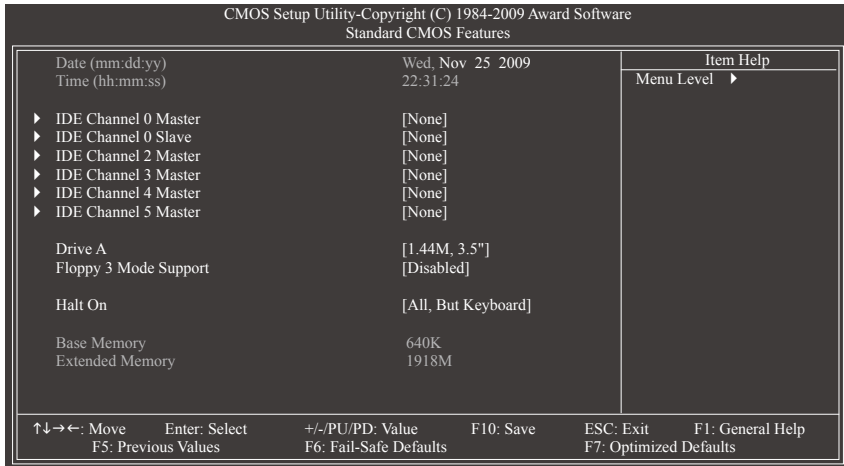 CMOS Setup Utility-Copyright (C) 1984-2009 Award Software
Standard CMOS Features
Date (mm:dd:yy) Wed, Nov 25 2009
Time (hh:mm:ss) 22:31:24
IDE Channel 0 Master [None]
IDE Channel 0 Slave [None]
IDE Channel 2 Master [None]
IDE Channel 3 Master [None]
IDE Channel 4 Master [None]
IDE Channel 5 Master [None]
Drive A [1.44M, 3.5"]
Floppy 3 Mode Support [Disabled]
Halt On [All, But Keyboard]
Base Memory 640K
Extended Memory 1918M
Item Help
Menu Level ▶
↑↓→←: Move Enter: Select +/-/PU/PD: Value F10: Save ESC: Exit F1: General Help
F5: Previous Values F6: Fail-Safe Defaults F7: Optimized Defaults